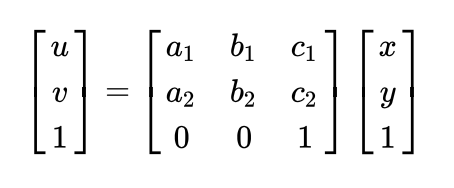 [u] [a₁ b₁ c₁] [x]
[v] = [a₂ b₂ c₂] [y]
[1] [0 0 1] [1]